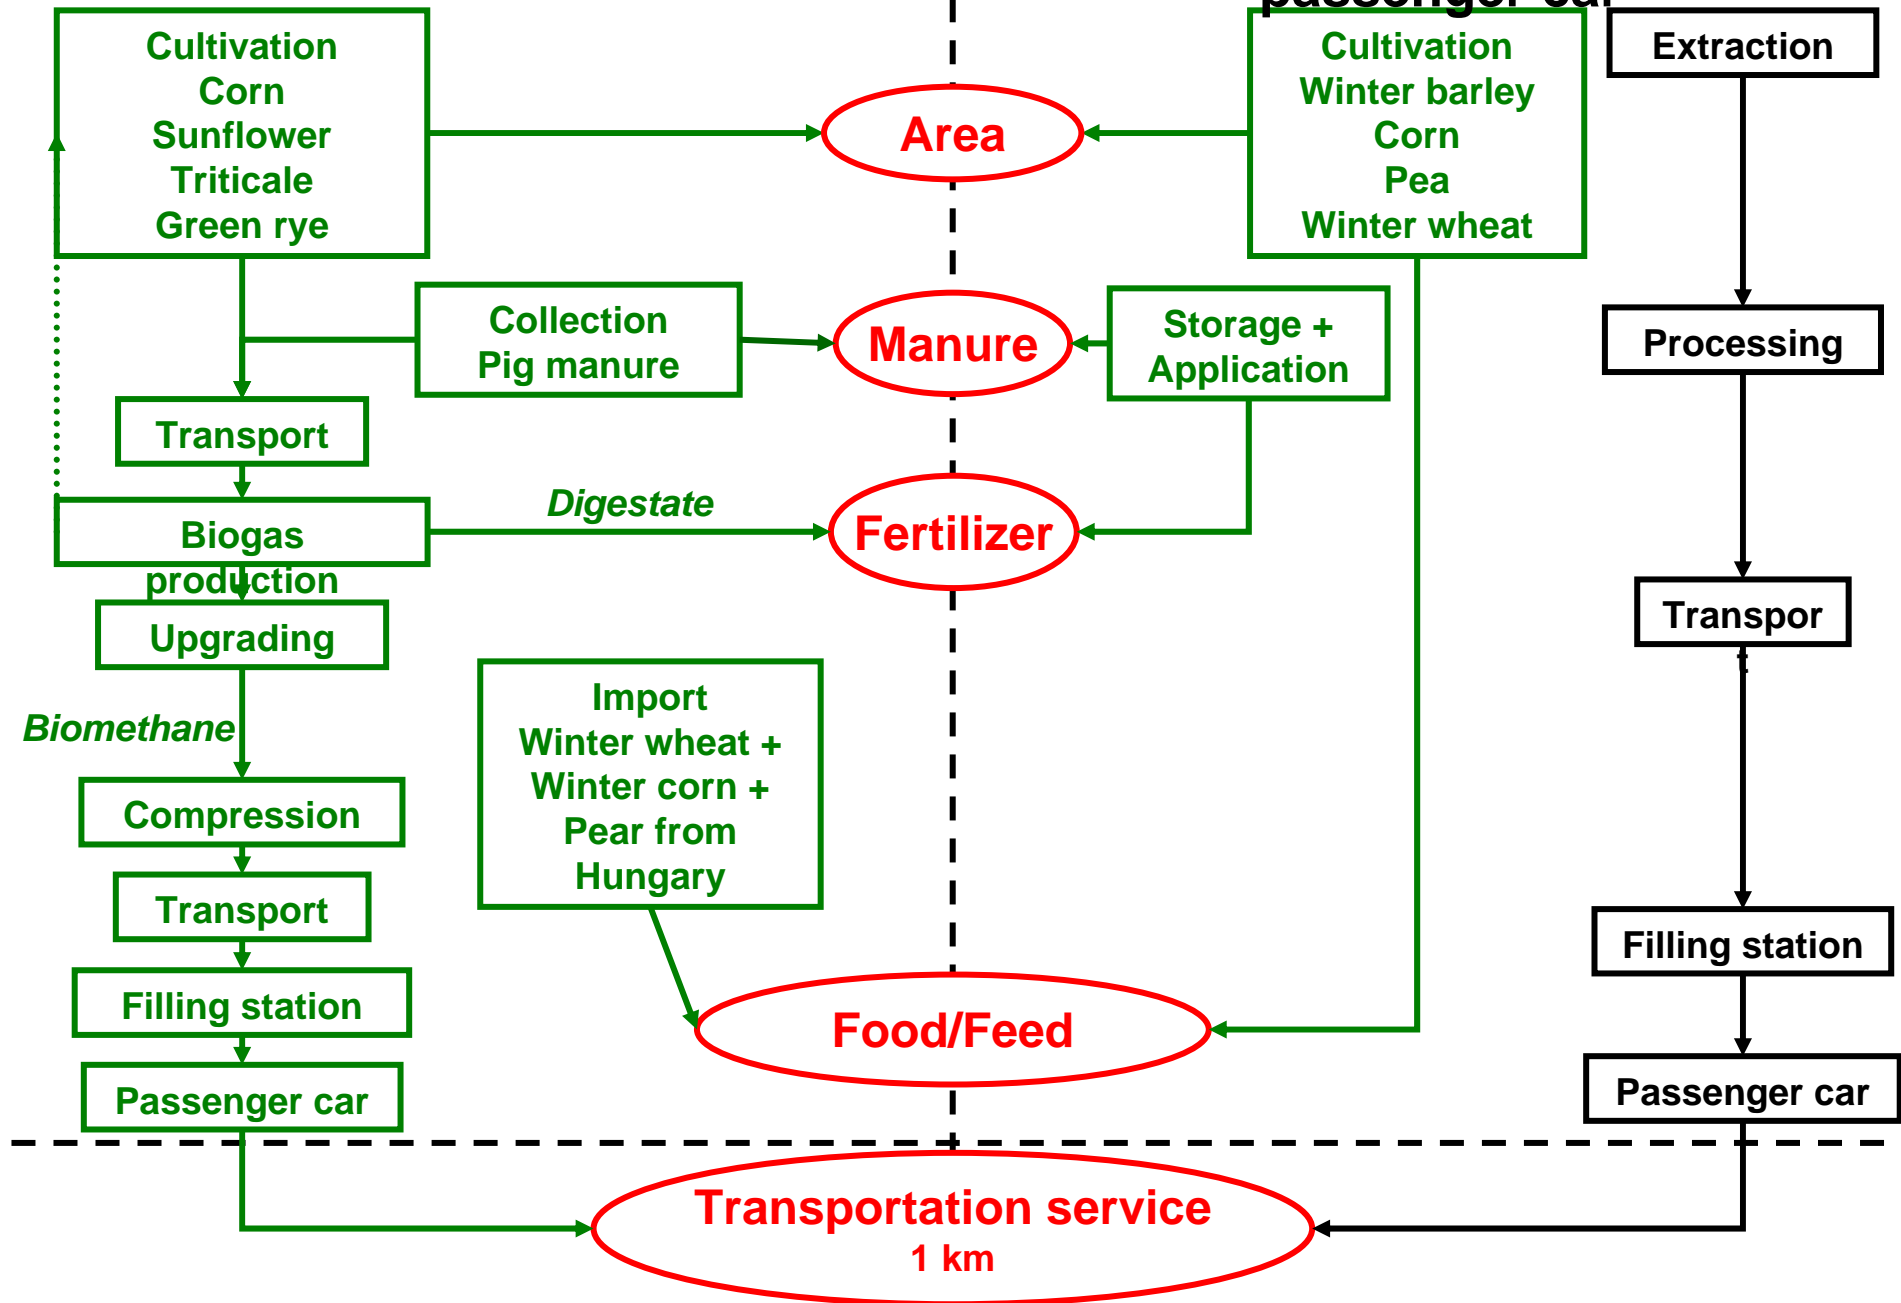 passenger car
Cultivation
Corn
Sunflower
Triticale
Green rye
Area
Cultivation
Winter barley
Corn
Pea
Winter wheat
Extraction
Collection
Pig manure
Manure
Storage +
Application
Processing
Transport
Biogas
production
Digestate
Fertilizer
Transpor
t
Upgrading
Biomethane
Import
Winter wheat +
Winter corn +
Pear from
Hungary
Compression
Transport
Filling station
Filling station
Food/Feed
Passenger car
Passenger car
Transportation service
1 km